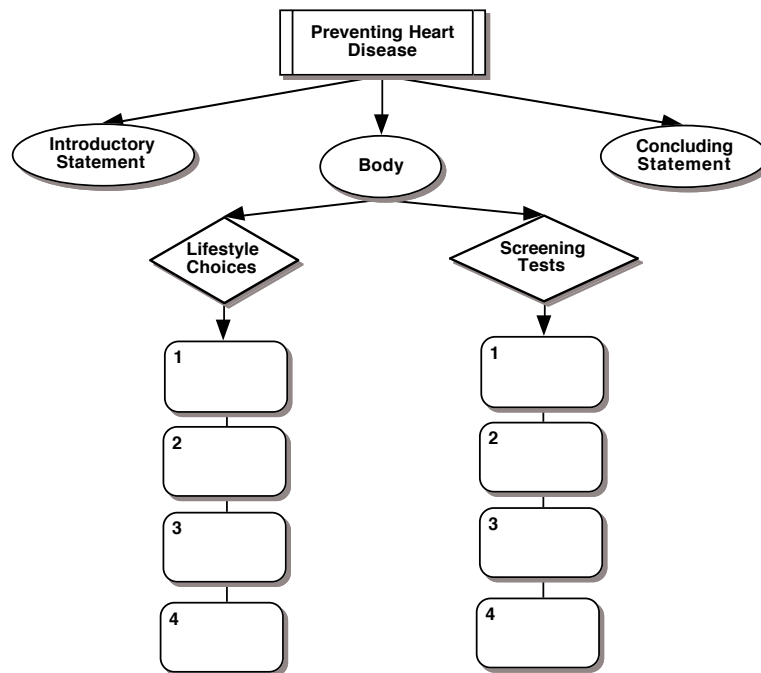 Preventing Heart
Disease
Introductory
Statement
Body
Concluding
Statement
Lifestyle
Choices
Screening
Tests
1
2
3
4
1
2
3
4